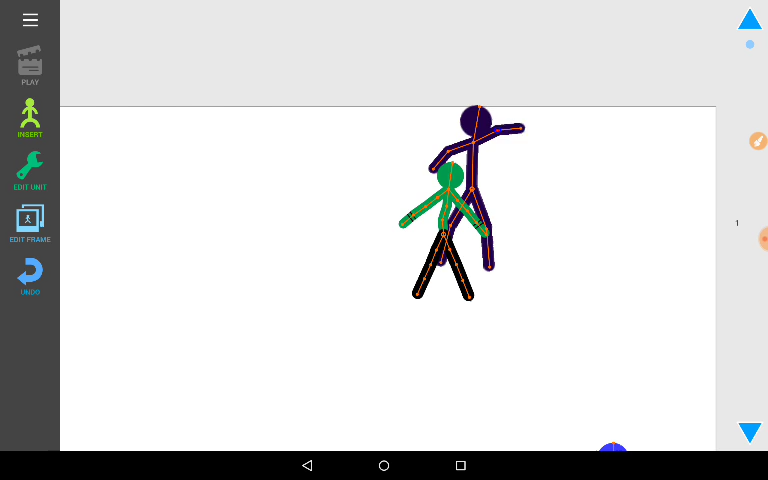 PLAY
INSERT
EDIT UNIT
EDIT FRAME
UNDO
1